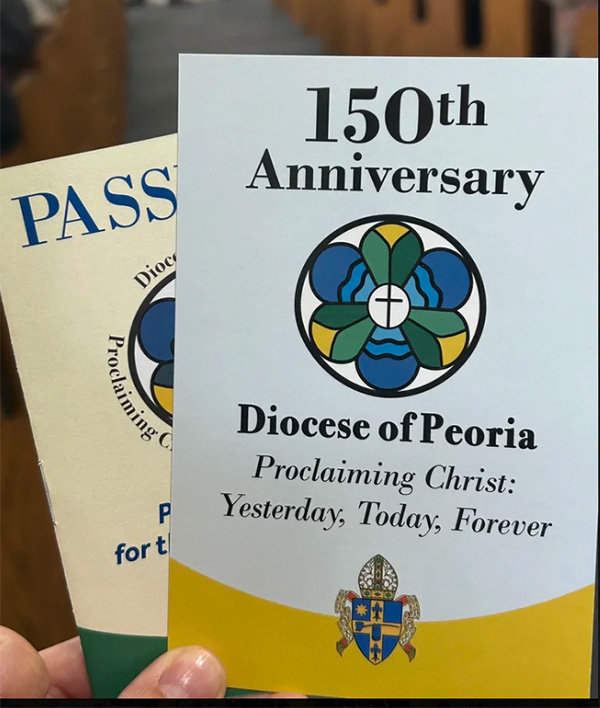 150th
Anniversary
Diocese of Peoria
Proclaiming Christ:
Yesterday, Today, Forever
PASS
Dioc
Proclaiming C
P
for t